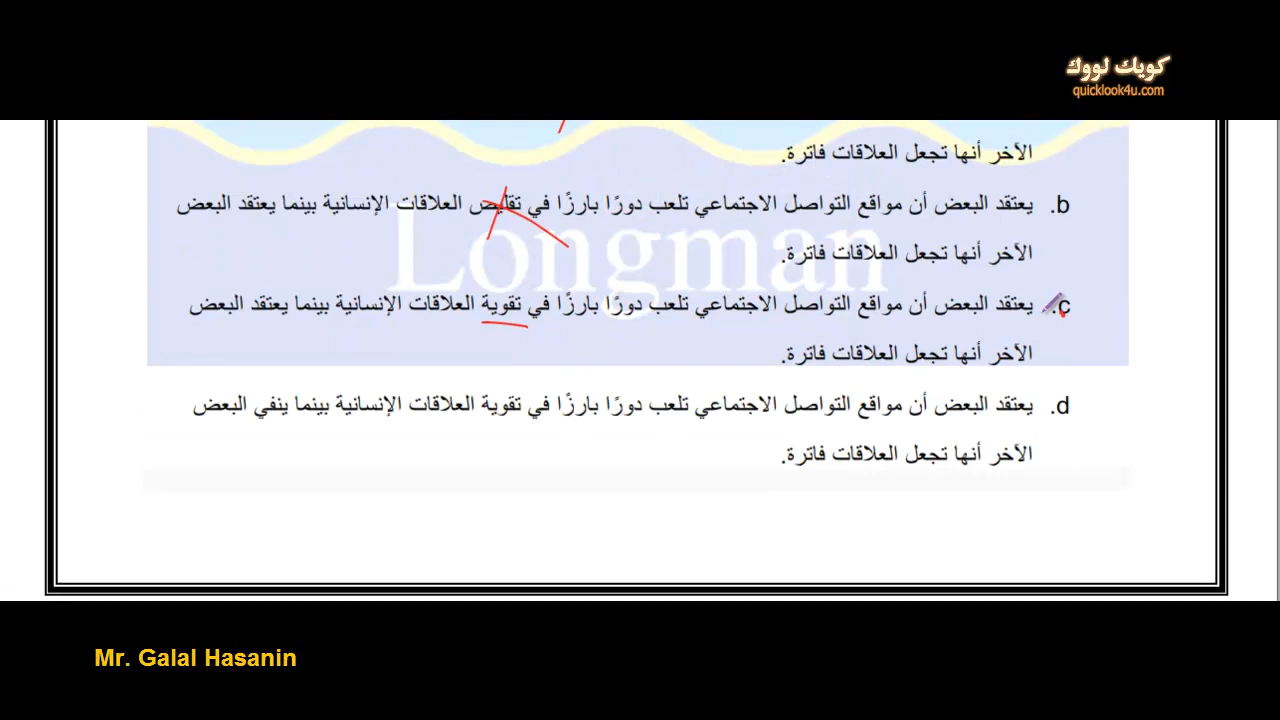 كويك لووك
quicklook4u.com
الآخر أنها تجعل العلاقات فاترة.
b. يعتقد البعض أن مواقع التواصل الاجتماعي تلعب دورًا بارزًا في تقليض العلاقات الإنسانية بينما يعتقد البعض
الآخر أنها تجعل العلاقات فاترة.
c. يعتقد البعض أن مواقع التواصل الاجتماعي تلعب دورًا بارزًا في تقوية العلاقات الإنسانية بينما يعتقد البعض
الآخر أنها تجعل العلاقات فاترة.
d. يعتقد البعض أن مواقع التواصل الاجتماعي تلعب دورًا بارزًا في تقوية العلاقات الإنسانية بينما ينفي البعض
الآخر أنها تجعل العلاقات فاترة.
Longman
Mr. Galal Hasanin